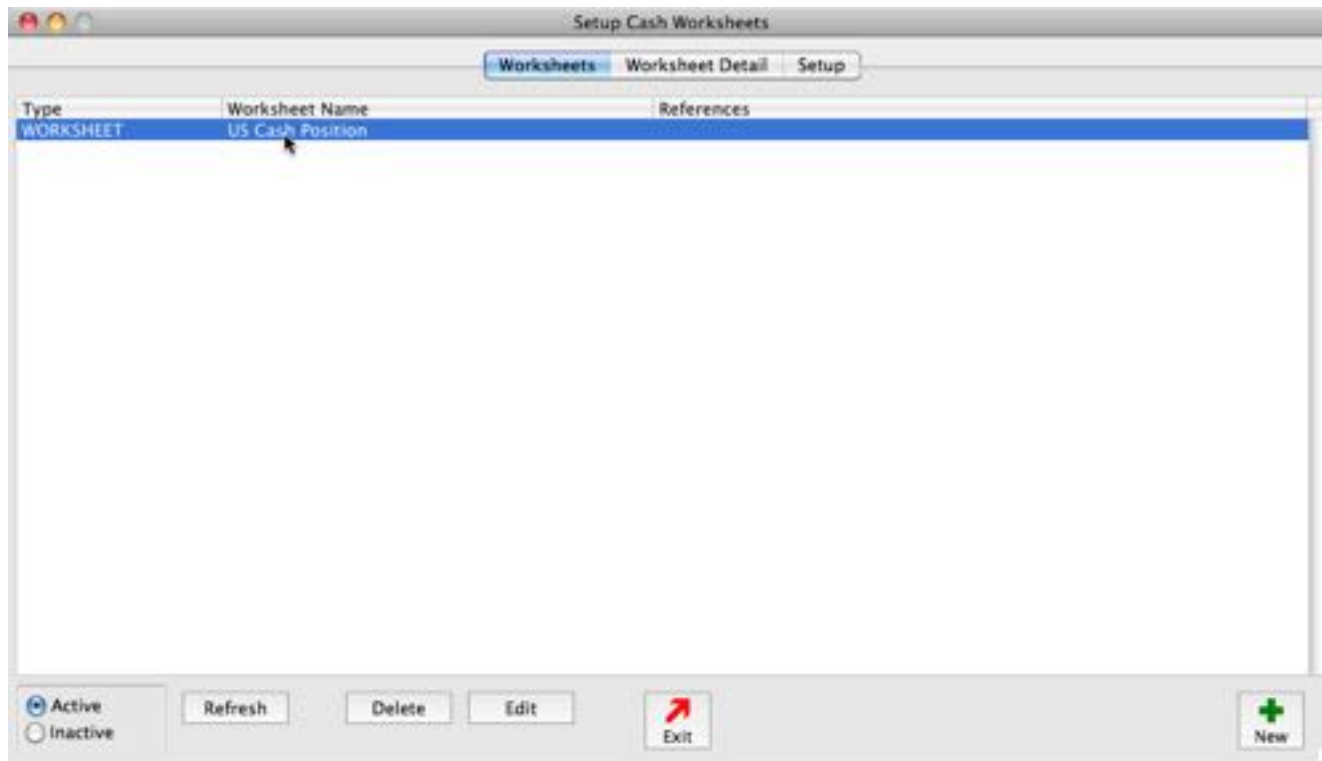 Setup Cash Worksheets
Worksheets Worksheet Detail Setup
Type Worksheet Name References
WORKSHEET US Cash Position
Active Refresh Delete Edit
Inactive Exit New